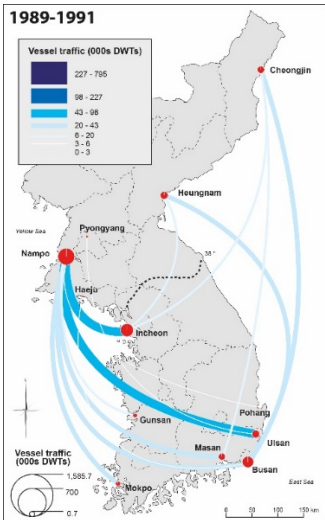 1989-1991
Vessel traffic (000s DWTs)
227 - 795
98 - 227
43 - 98
20 - 43
6 - 20
3 - 6
0 - 3
Cheongjin
Heungnam
Pyongyang
Yellow Sea
Nampo
38°
Haeju
Incheon
Pohang
Gunsan
Ulsan
Masan
Busan
Vessel traffic
(000s DWTs)
1,585.7
700
0.7
Mokpo
East Sea
0 50 100 150 km